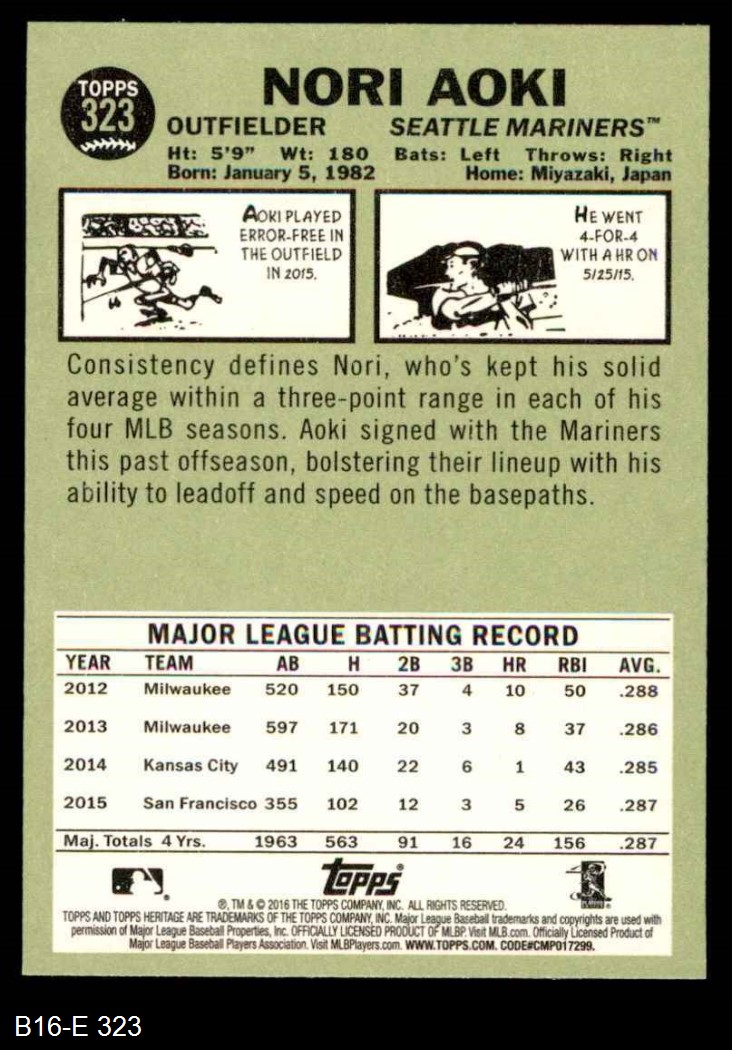 TOPPS
323
NORI AOKI
OUTFIELDER SEATTLE MARINERS™
Ht: 5'9" Wt: 180 Bats: Left Throws: Right
Born: January 5, 1982 Home: Miyazaki, Japan
AOKI PLAYED
ERROR-FREE IN
THE OUTFIELD
IN 2015.
HE WENT
4-FOR-4
WITH A HR ON
5/25/15.
Consistency defines Nori, who's kept his solid
average within a three-point range in each of his
four MLB seasons. Aoki signed with the Mariners
this past offseason, bolstering their lineup with his
ability to leadoff and speed on the basepaths.
MAJOR LEAGUE BATTING RECORD
YEAR TEAM AB H 2B 3B HR RBI AVG.
2012 Milwaukee 520 150 37 4 10 50 .288
2013 Milwaukee 597 171 20 3 8 37 .286
2014 Kansas City 491 140 22 6 1 43 .285
2015 San Francisco 355 102 12 3 5 26 .287
Maj. Totals 4 Yrs. 1963 563 91 16 24 156 .287
Topps®
®, TM & © 2016 THE TOPPS COMPANY, INC. ALL RIGHTS RESERVED.
TOPPS AND TOPPS HERITAGE ARE TRADEMARKS OF THE TOPPS COMPANY, INC. Major League Baseball trademarks and copyrights are used with
permission of Major League Baseball Properties, Inc. OFFICIALLY LICENSED PRODUCT OF MLBP. Visit MLB.com. Officially Licensed Product of
Major League Baseball Players Association. Visit MLBPlayers.com. WWW.TOPPS.COM. CODE#CMP017299.
B16-E 323